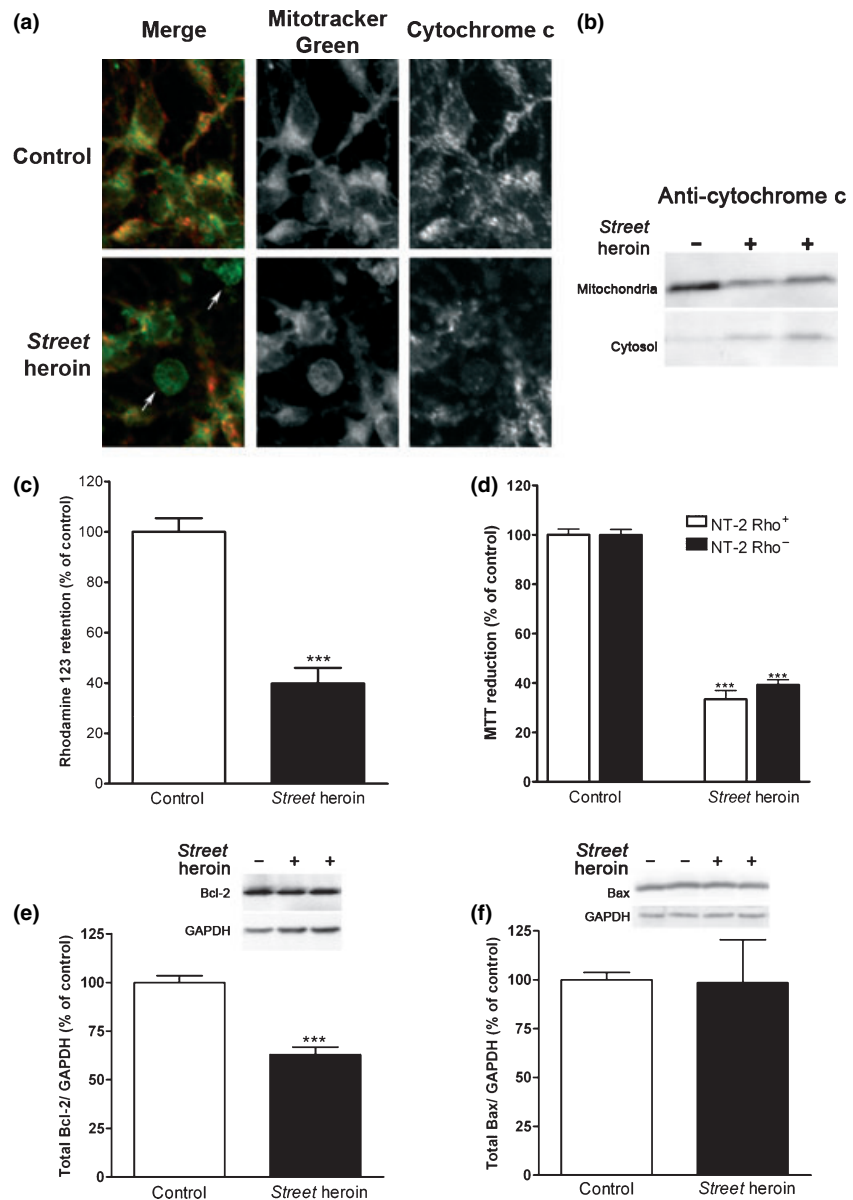 (a)
Merge
Mitotracker
Green
Cytochrome c
Control
Street
heroin
(b)
Anti-cytochrome c
Street
heroin
– + +
Mitochondria
Cytosol
(c)
Rhodamine 123 retention (% of control)
120
100
80
60
40
20
0
***
Control
Street heroin
(d)
MTT reduction (% of control)
120
100
80
60
40
20
0
NT-2 Rho⁺
NT-2 Rho⁻
***
***
Control
Street heroin
(e)
Street
heroin
– + +
Bcl-2
GAPDH
Total Bcl-2/ GAPDH (% of control)
125
100
75
50
25
0
***
Control
Street heroin
(f)
Street
heroin
– – + +
Bax
GAPDH
Total Bax/ GAPDH (% of control)
125
100
75
50
25
0
Control
Street heroin